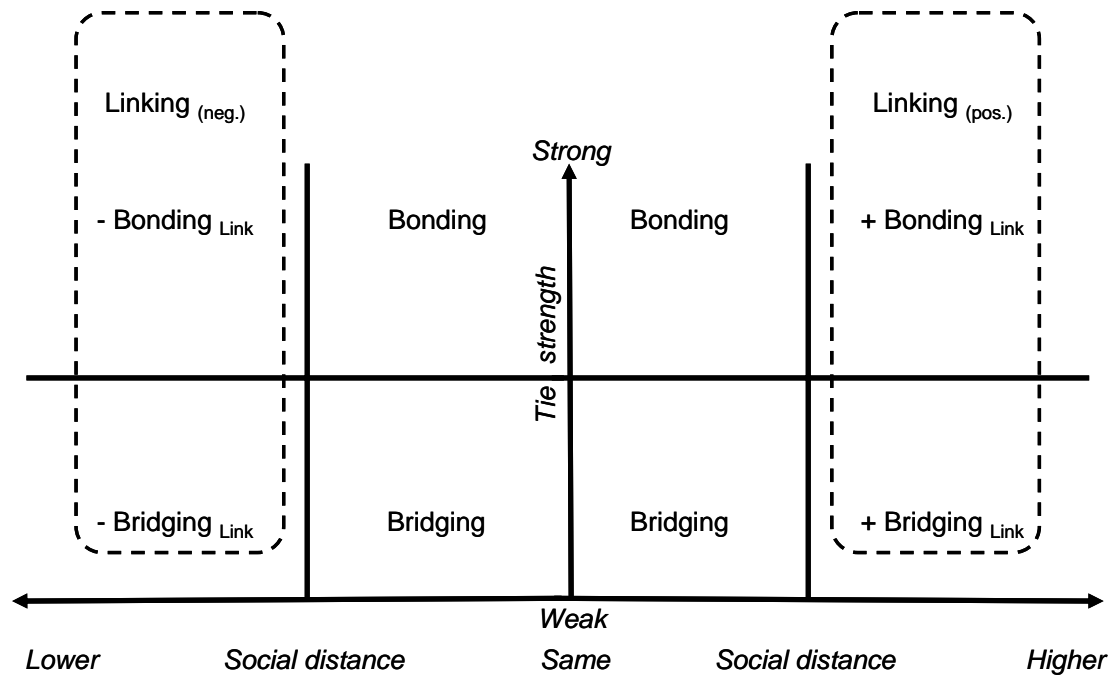 Linking (neg.) Linking (pos.)
Strong
- Bonding Link Bonding Bonding + Bonding Link
Tie strength
- Bridging Link Bridging Bridging + Bridging Link
Weak
Lower Social distance Same Social distance Higher